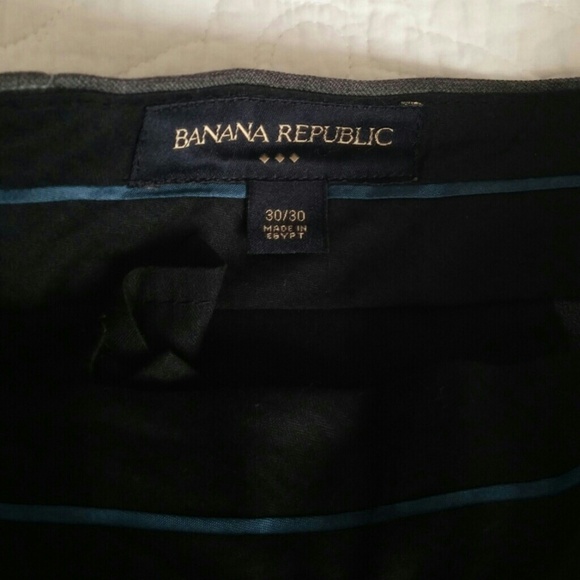 BANANA REPUBLIC
30/30
MADE IN
EGYPT